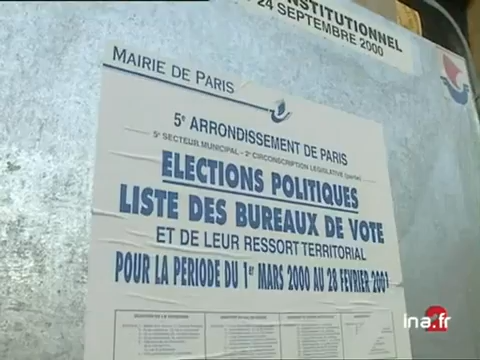 NSTITUTIONNEL
24 SEPTEMBRE 2000
MAIRIE DE PARIS
5e ARRONDISSEMENT DE PARIS
5e SECTEUR MUNICIPAL - 2e CIRCONSCRIPTION LEGISLATIVE (partie)
ELECTIONS POLITIQUES
LISTE DES BUREAUX DE VOTE
ET DE LEUR RESSORT TERRITORIAL
POUR LA PERIODE DU 1er MARS 2000 AU 28 FEVRIER 2001
ina.fr
2